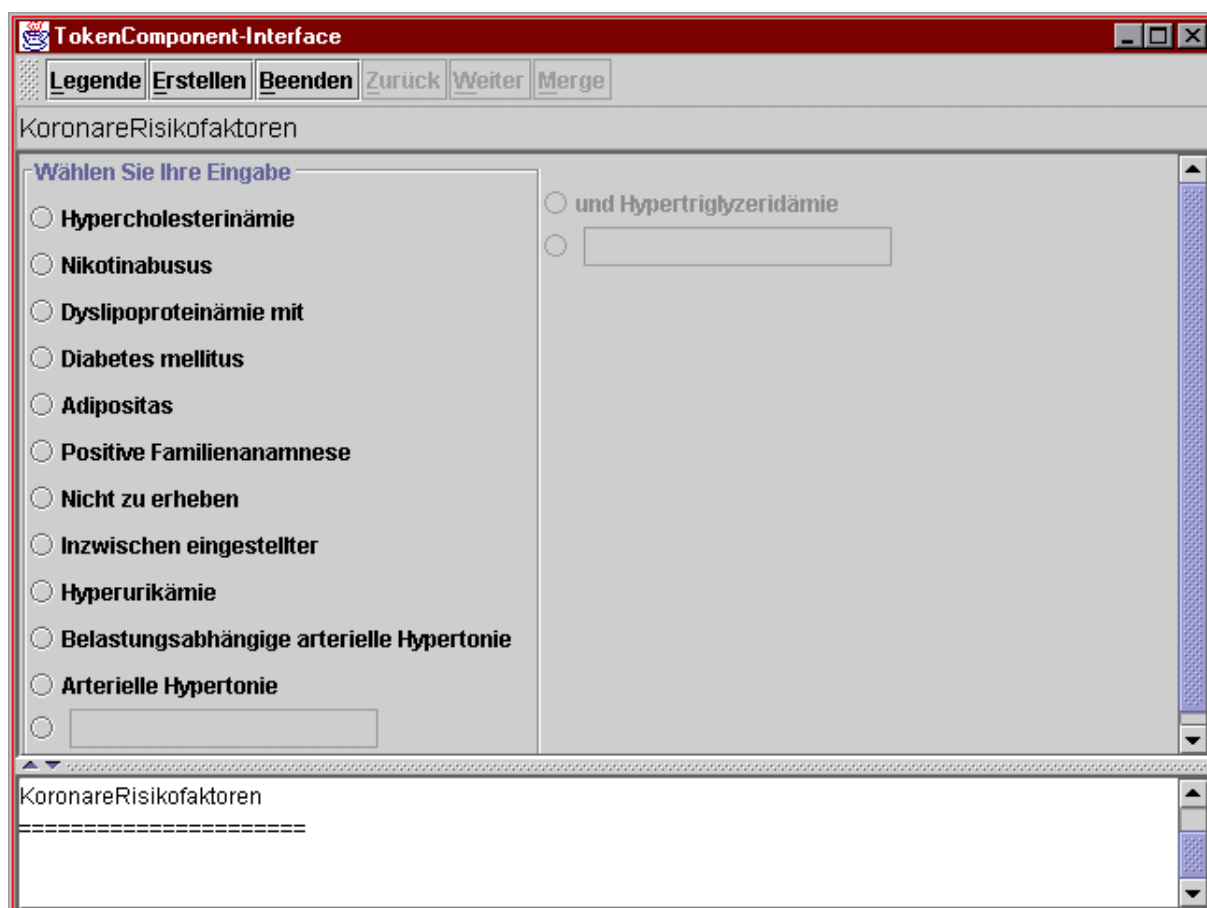 TokenComponent-Interface
Legende Erstellen Beenden Zurück Weiter Merge
KoronareRisikofaktoren
Wählen Sie Ihre Eingabe
Hypercholesterinämie
Nikotinabusus
Dyslipoproteinämie mit
Diabetes mellitus
Adipositas
Positive Familienanamnese
Nicht zu erheben
Inzwischen eingestellter
Hyperurikämie
Belastungsabhängige arterielle Hypertonie
Arterielle Hypertonie
und Hypertriglyzeridämie
KoronareRisikofaktoren
======================